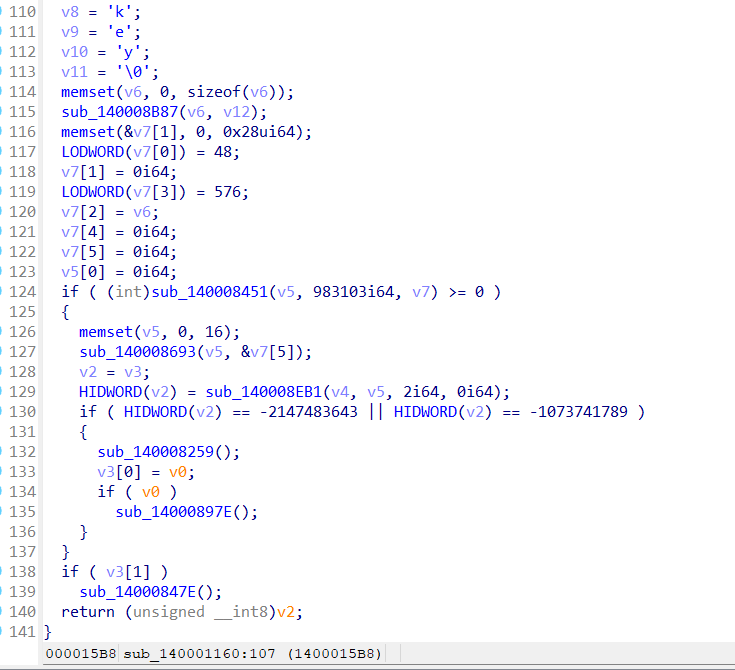 110 v8 = 'k';
111 v9 = 'e';
112 v10 = 'y';
113 v11 = '\0';
114 memset(v6, 0, sizeof(v6));
115 sub_140008B87(v6, v12);
116 memset(&v7[1], 0, 0x28ui64);
117 LODWORD(v7[0]) = 48;
118 v7[1] = 0i64;
119 LODWORD(v7[3]) = 576;
120 v7[2] = v6;
121 v7[4] = 0i64;
122 v7[5] = 0i64;
123 v5[0] = 0i64;
124 if ( (int)sub_140008451(v5, 983103i64, v7) >= 0 )
125 {
126 memset(v5, 0, 16);
127 sub_140008693(v5, &v7[5]);
128 v2 = v3;
129 HIDWORD(v2) = sub_140008EB1(v4, v5, 2i64, 0i64);
130 if ( HIDWORD(v2) == -2147483643 || HIDWORD(v2) == -1073741789 )
131 {
132 sub_140008259();
133 v3[0] = v0;
134 if ( v0 )
135 sub_14000897E();
136 }
137 }
138 if ( v3[1] )
139 sub_14000847E();
140 return (unsigned __int8)v2;
141 }
000015B8 sub_140001160:107 (1400015B8)